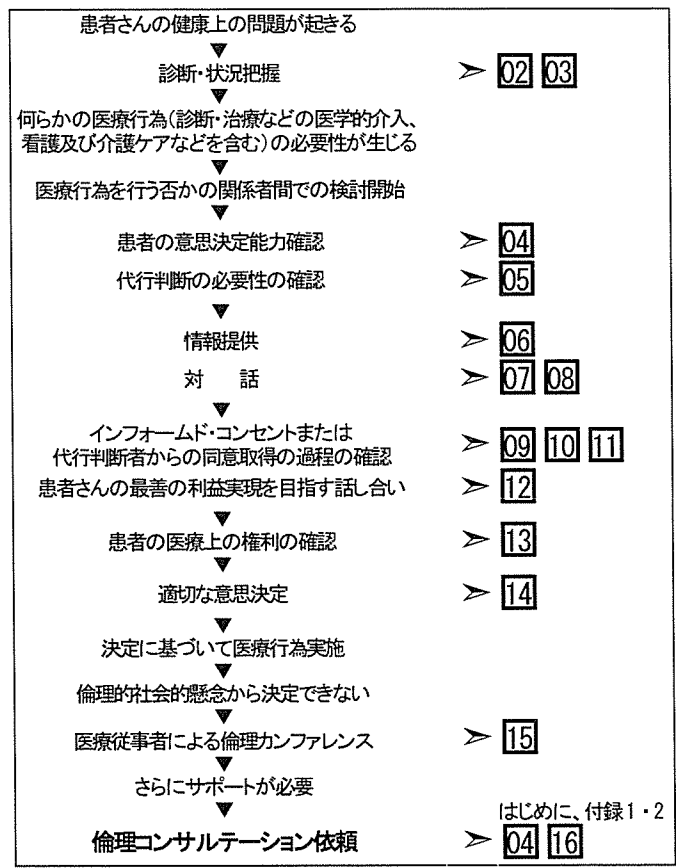 患者さんの健康上の問題が起きる
▼
診断・状況把握 ➢ 02 03
▼
何らかの医療行為(診断・治療などの医学的介入、
看護及び介護ケアなどを含む)の必要性が生じる
▼
医療行為を行う否かの関係者間での検討開始
▼
患者の意思決定能力確認 ➢ 04
代行判断の必要性の確認 ➢ 05
▼
情報提供 ➢ 06
対 話 ➢ 07 08
▼
インフォームド・コンセントまたは
代行判断者からの同意取得の過程の確認 ➢ 09 10 11
患者さんの最善の利益実現を目指す話し合い ➢ 12
▼
患者の医療上の権利の確認 ➢ 13
▼
適切な意思決定 ➢ 14
▼
決定に基づいて医療行為実施
▼
倫理的社会的懸念から決定できない
▼
医療従事者による倫理カンファレンス ➢ 15
▼
さらにサポートが必要
▼
はじめに、付録1・2
倫理コンサルテーション依頼 ➢ 04 16